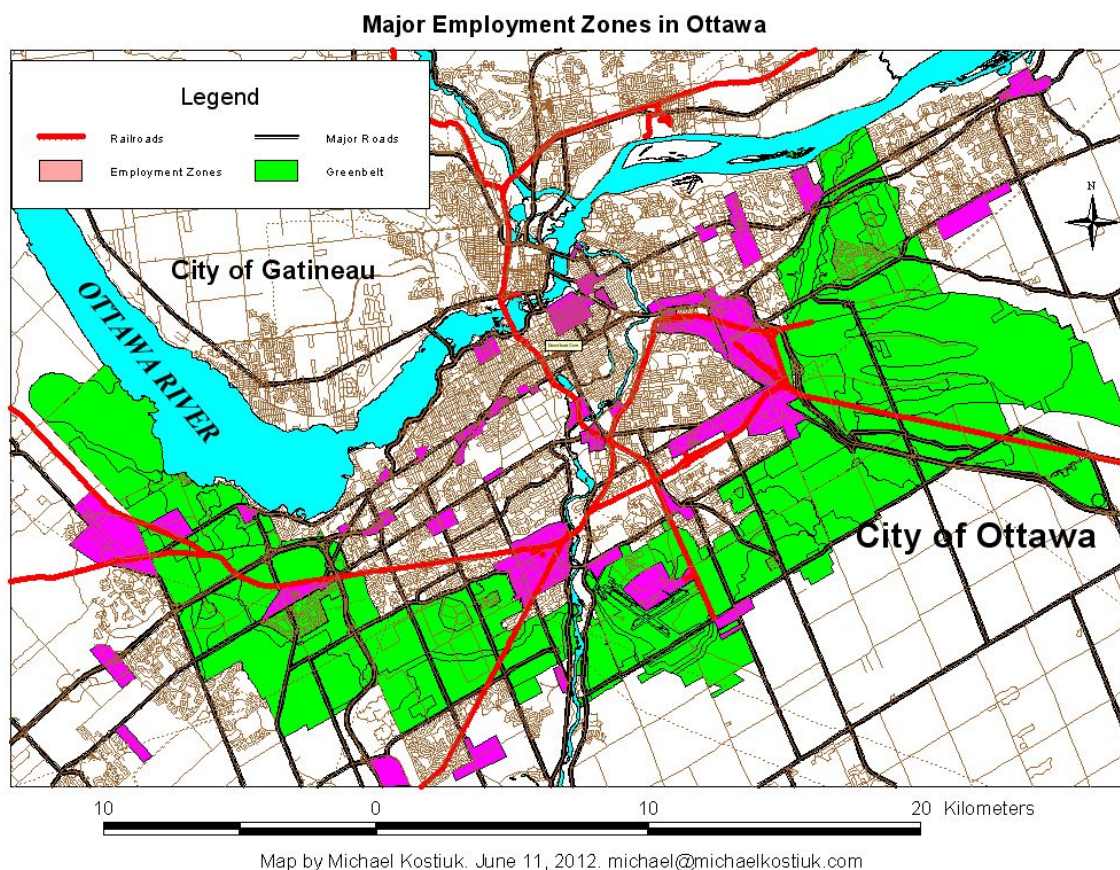 Major Employment Zones in Ottawa
Legend
Railroads
Major Roads
Employment Zones
Greenbelt
N
City of Gatineau
OTTAWA RIVER
City of Ottawa
10 0 10 20 Kilometers
Map by Michael Kostiuk. June 11, 2012. michael@michaelkostiuk.com